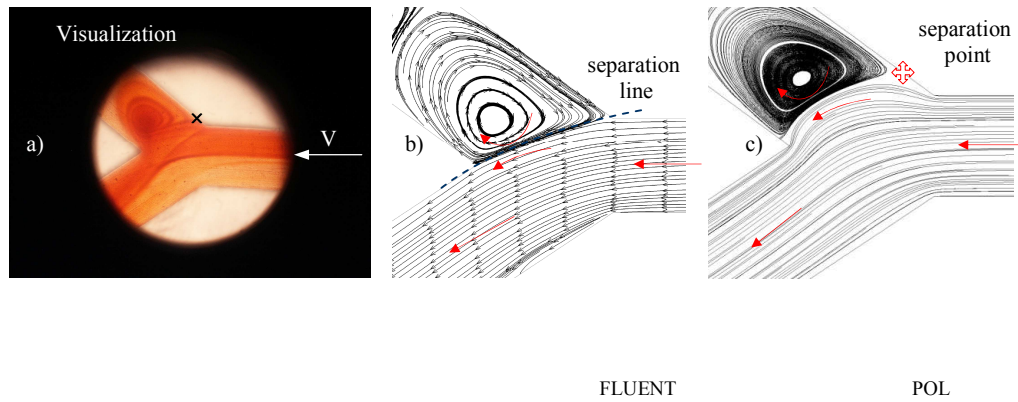 Visualization
a)
V
separation
line
b)
separation
point
c)
FLUENT
POL